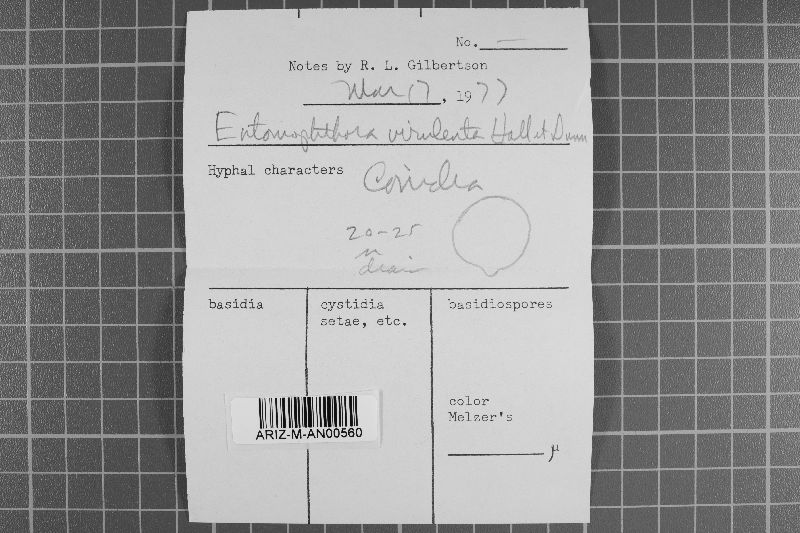 No. —
Notes by R. L. Gilbertson
Mar 17, 1977
Entomophthora virulenta Hall et Dunn
Hyphal characters Conidia
20-25
diam
basidia
cystidia
setae, etc.
basidiospores
color
Melzer's
µ
ARIZ-M-AN00560